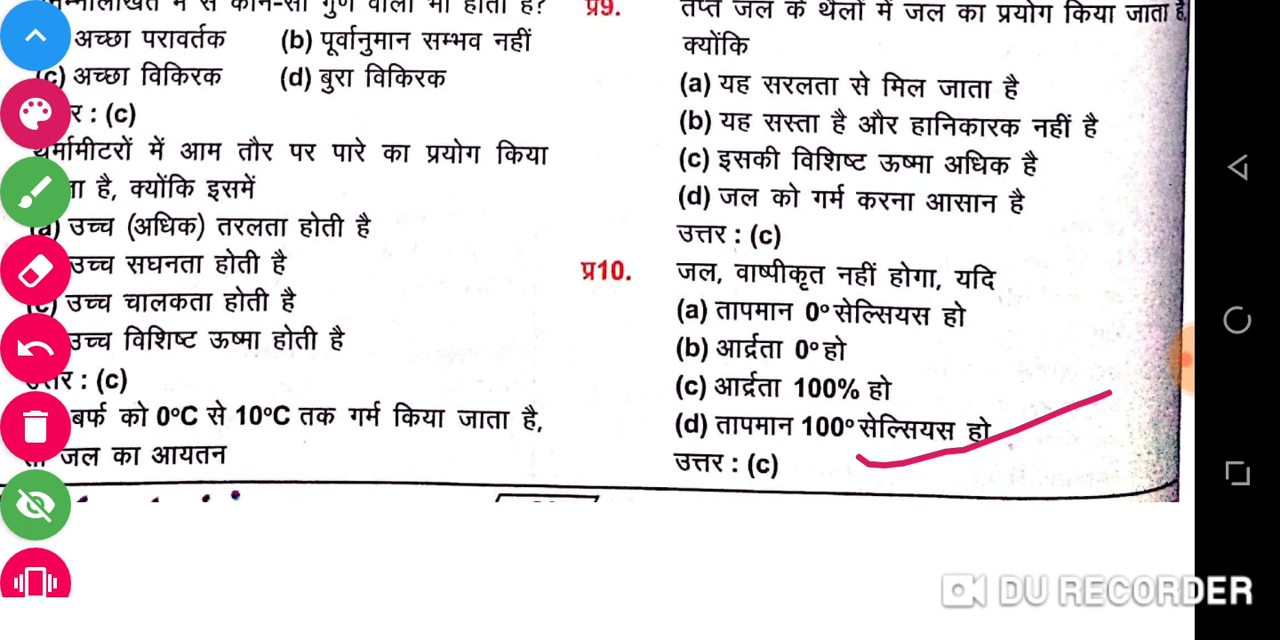 में से कौन-सा गुण वाला भी होता है?
अच्छा परावर्तक (b) पूर्वानुमान सम्भव नहीं
(c) अच्छा विकिरक (d) बुरा विकिरक
र : (c)
थर्मामीटरों में आम तौर पर पारे का प्रयोग किया
ता है, क्योंकि इसमें
(a) उच्च (अधिक) तरलता होती है
उच्च सघनता होती है
(c) उच्च चालकता होती है
उच्च विशिष्ट ऊष्मा होती है
उत्तर : (c)
बर्फ को 0°C से 10°C तक गर्म किया जाता है,
तो जल का आयतन
प्र9. तप्त जल के थैलों में जल का प्रयोग किया जाता है,
क्योंकि
(a) यह सरलता से मिल जाता है
(b) यह सस्ता है और हानिकारक नहीं है
(c) इसकी विशिष्ट ऊष्मा अधिक है
(d) जल को गर्म करना आसान है
उत्तर : (c)
प्र10. जल, वाष्पीकृत नहीं होगा, यदि
(a) तापमान 0° सेल्सियस हो
(b) आर्द्रता 0° हो
(c) आर्द्रता 100% हो
(d) तापमान 100° सेल्सियस हो
उत्तर : (c)
DU RECORDER